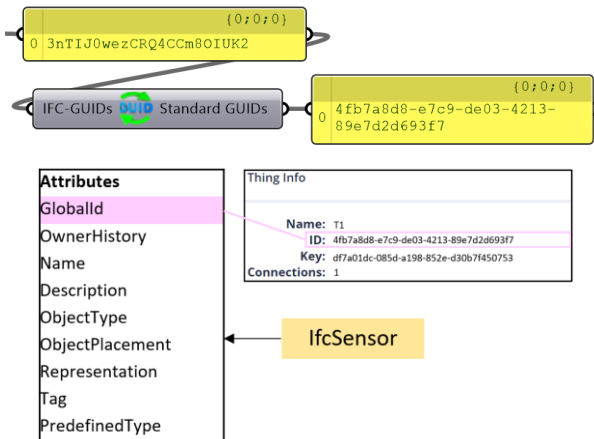 {0;0;0}
0 3nTIJ0wezCRQ4CCm8OIUK2
IFC-GUIDs GUID Standard GUIDs
{0;0;0}
0 4fb7a8d8-e7c9-de03-4213-
89e7d2d693f7
Attributes
GlobalId
OwnerHistory
Name
Description
ObjectType
ObjectPlacement
Representation
Tag
PredefinedType
Thing Info
Name: T1
ID: 4fb7a8d8-e7c9-de03-4213-89e7d2d693f7
Key: df7a01dc-085d-a198-852e-d30b7f450753
Connections: 1
IfcSensor